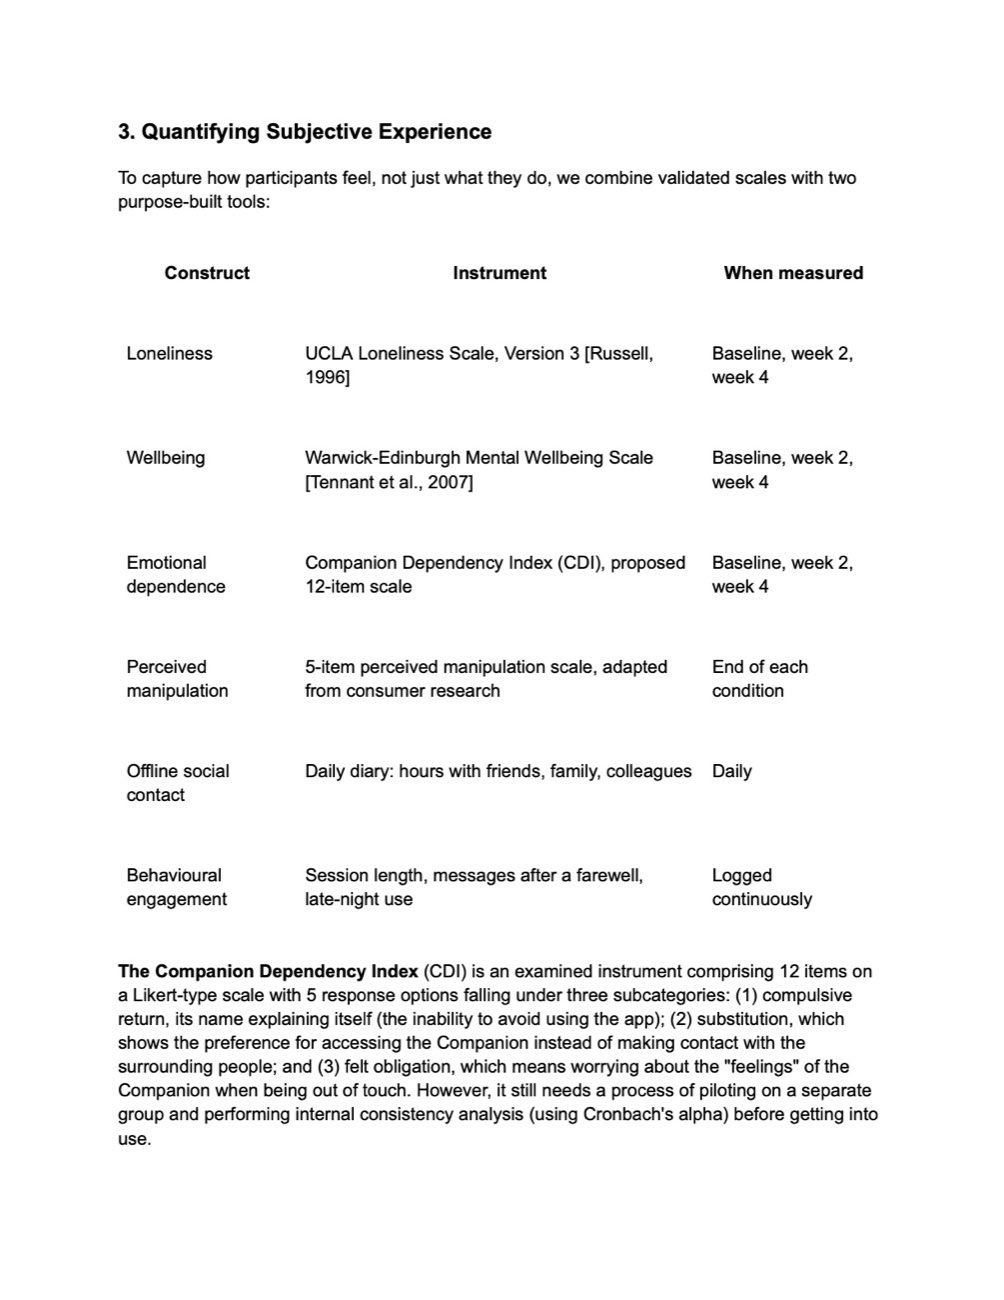 3. Quantifying Subjective Experience
To capture how participants feel, not just what they do, we combine validated scales with two
purpose-built tools:
Construct Instrument When measured
Loneliness UCLA Loneliness Scale, Version 3 [Russell, Baseline, week 2,
1996] week 4
Wellbeing Warwick-Edinburgh Mental Wellbeing Scale Baseline, week 2,
[Tennant et al., 2007] week 4
Emotional Companion Dependency Index (CDI), proposed Baseline, week 2,
dependence 12-item scale week 4
Perceived 5-item perceived manipulation scale, adapted End of each
manipulation from consumer research condition
Offline social Daily diary: hours with friends, family, colleagues Daily
contact
Behavioural Session length, messages after a farewell, Logged
engagement late-night use continuously
The Companion Dependency Index (CDI) is an examined instrument comprising 12 items on
a Likert-type scale with 5 response options falling under three subcategories: (1) compulsive
return, its name explaining itself (the inability to avoid using the app); (2) substitution, which
shows the preference for accessing the Companion instead of making contact with the
surrounding people; and (3) felt obligation, which means worrying about the "feelings" of the
Companion when being out of touch. However, it still needs a process of piloting on a separate
group and performing internal consistency analysis (using Cronbach's alpha) before getting into
use.